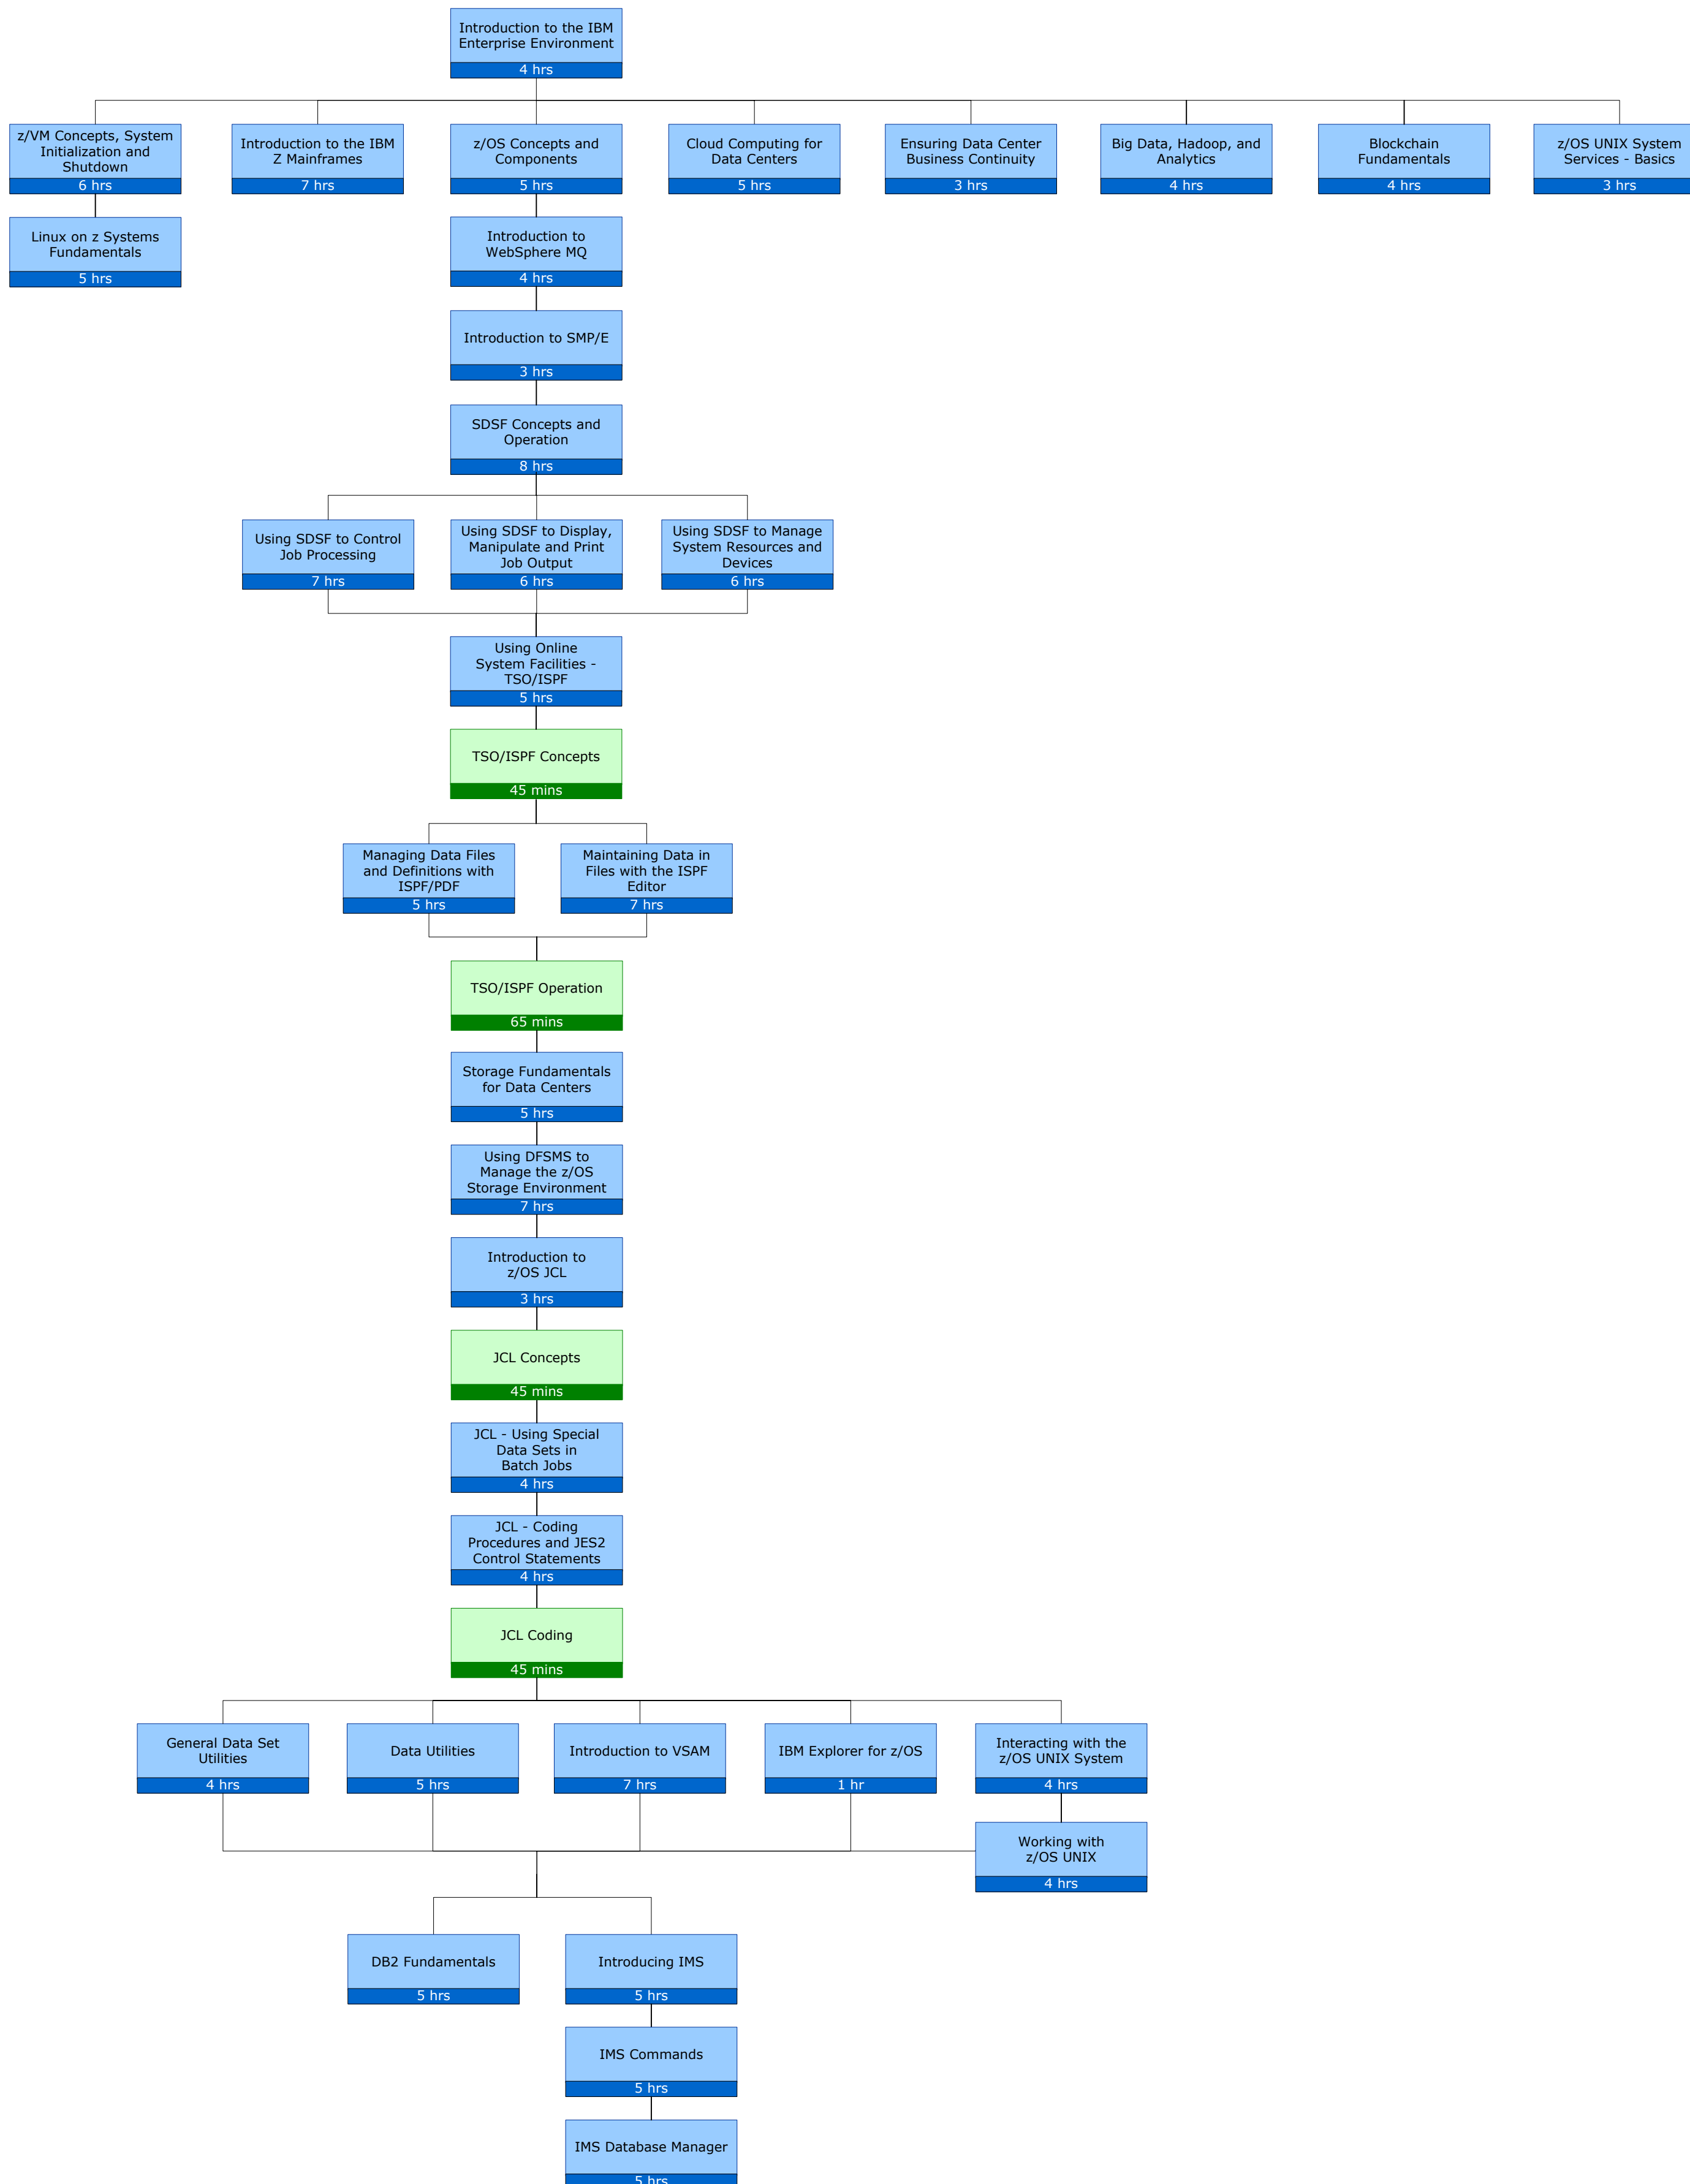 Introduction to the IBM
Enterprise Environment
4 hrs
z/VM Concepts, System
Initialization and
Shutdown
6 hrs
Introduction to the IBM
Z Mainframes
7 hrs
z/OS Concepts and
Components
5 hrs
Cloud Computing for
Data Centers
5 hrs
Ensuring Data Center
Business Continuity
3 hrs
Big Data, Hadoop, and
Analytics
4 hrs
Blockchain
Fundamentals
4 hrs
z/OS UNIX System
Services - Basics
3 hrs
Linux on z Systems
Fundamentals
5 hrs
Introduction to
WebSphere MQ
4 hrs
Introduction to SMP/E
3 hrs
SDSF Concepts and
Operation
8 hrs
Using SDSF to Control
Job Processing
7 hrs
Using SDSF to Display,
Manipulate and Print
Job Output
6 hrs
Using SDSF to Manage
System Resources and
Devices
6 hrs
Using Online
System Facilities -
TSO/ISPF
5 hrs
TSO/ISPF Concepts
45 mins
Managing Data Files
and Definitions with
ISPF/PDF
5 hrs
Maintaining Data in
Files with the ISPF
Editor
7 hrs
TSO/ISPF Operation
65 mins
Storage Fundamentals
for Data Centers
5 hrs
Using DFSMS to
Manage the z/OS
Storage Environment
7 hrs
Introduction to
z/OS JCL
3 hrs
JCL Concepts
45 mins
JCL - Using Special
Data Sets in
Batch Jobs
4 hrs
JCL - Coding
Procedures and JES2
Control Statements
4 hrs
JCL Coding
45 mins
General Data Set
Utilities
4 hrs
Data Utilities
5 hrs
Introduction to VSAM
7 hrs
IBM Explorer for z/OS
1 hr
Interacting with the
z/OS UNIX System
4 hrs
Working with
z/OS UNIX
4 hrs
DB2 Fundamentals
5 hrs
Introducing IMS
5 hrs
IMS Commands
5 hrs
IMS Database Manager
5 hrs